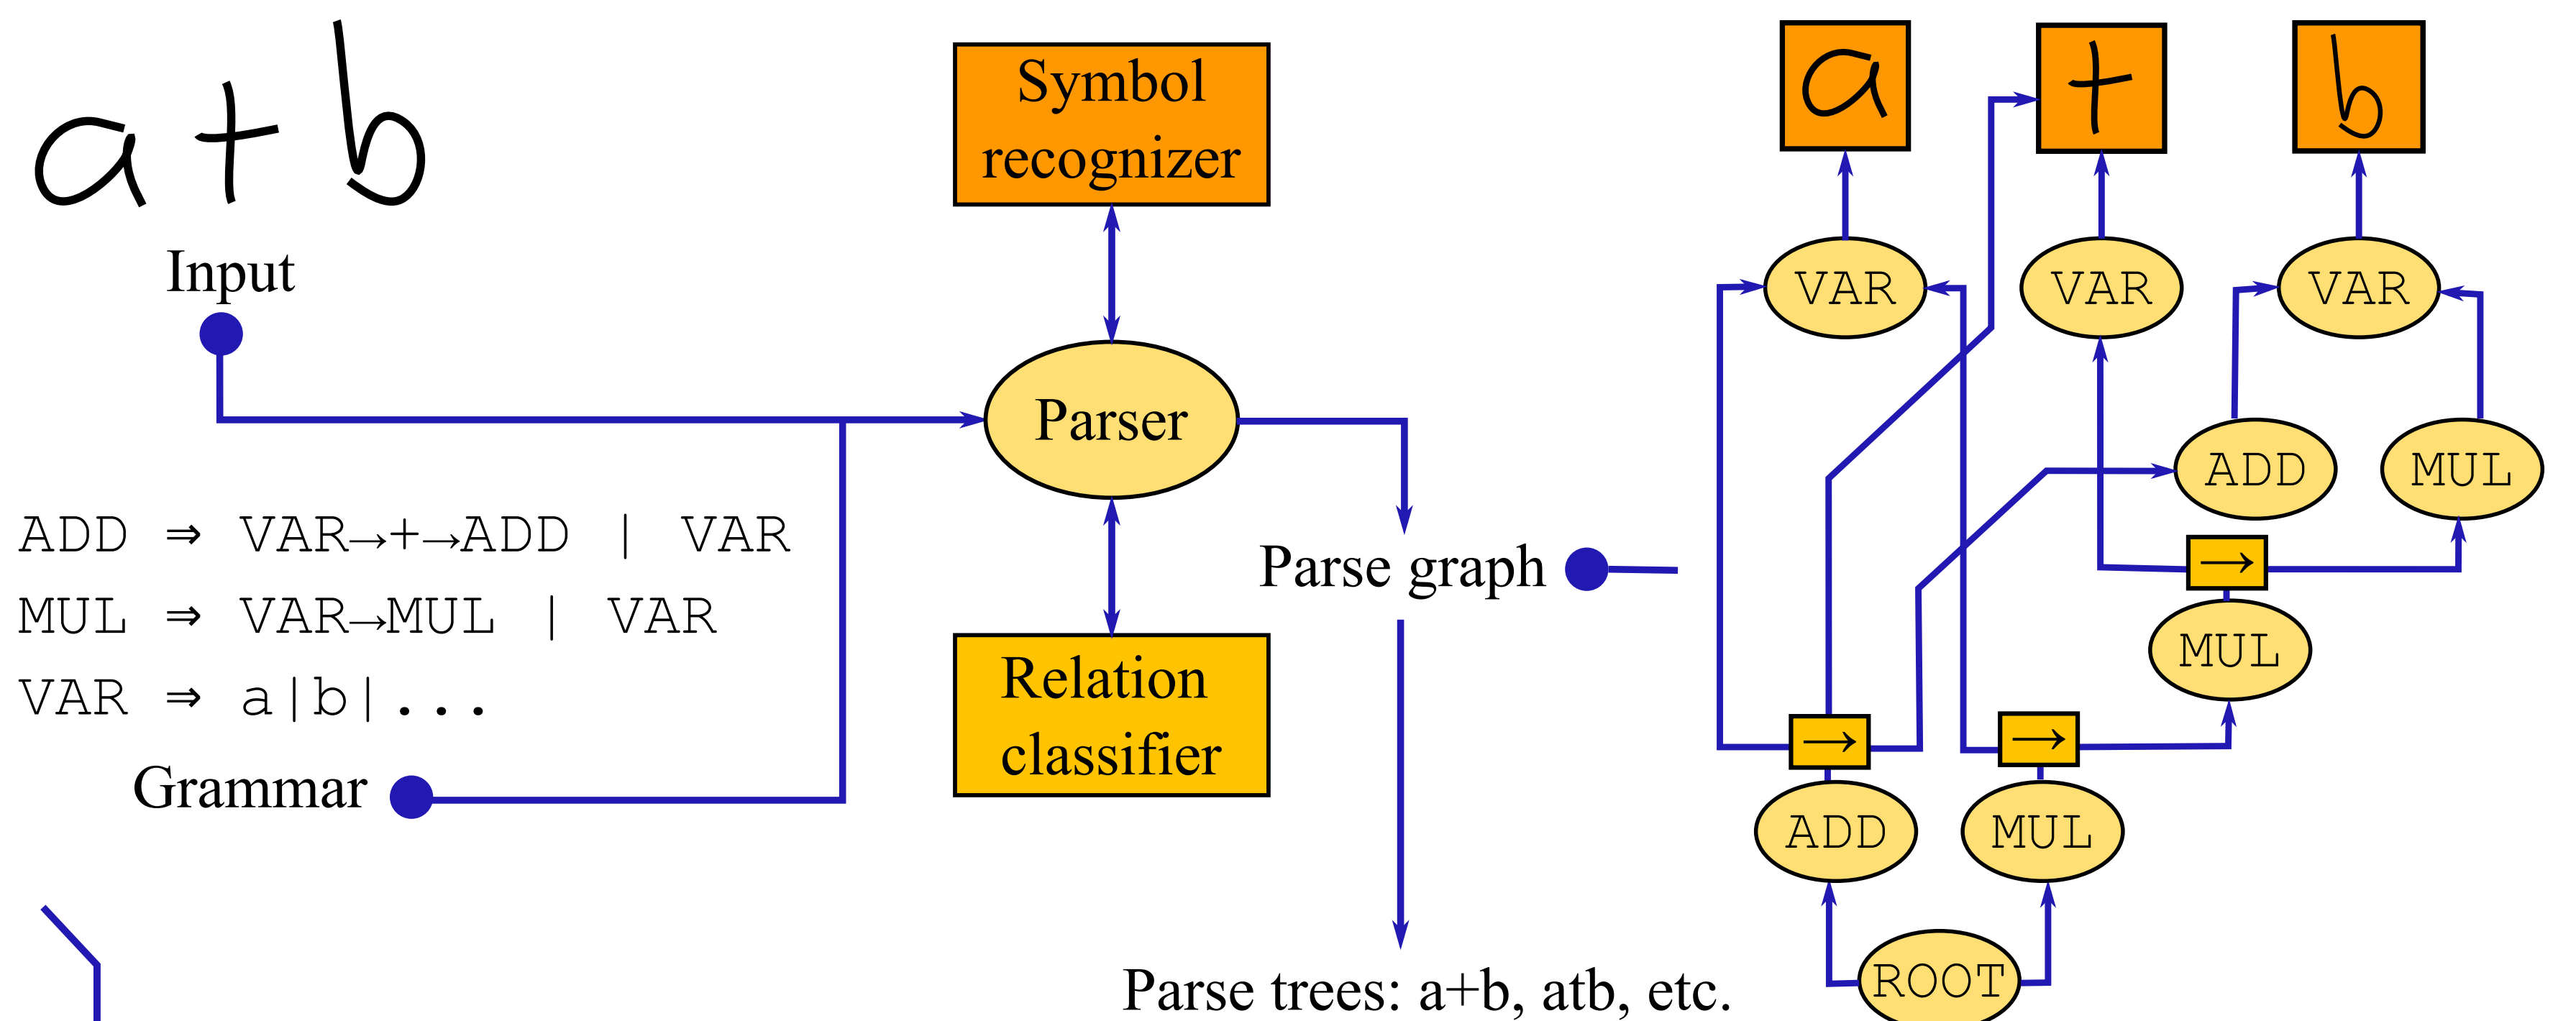 a+b
Input
ADD ⇒ VAR→+→ADD | VAR
MUL ⇒ VAR→MUL | VAR
VAR ⇒ a|b|...
Grammar
Symbol
recognizer
Parser
Relation
classifier
Parse graph
Parse trees: a+b, atb, etc.
a + b
VAR VAR VAR
ADD MUL
→
MUL
→ →
ADD MUL
ROOT